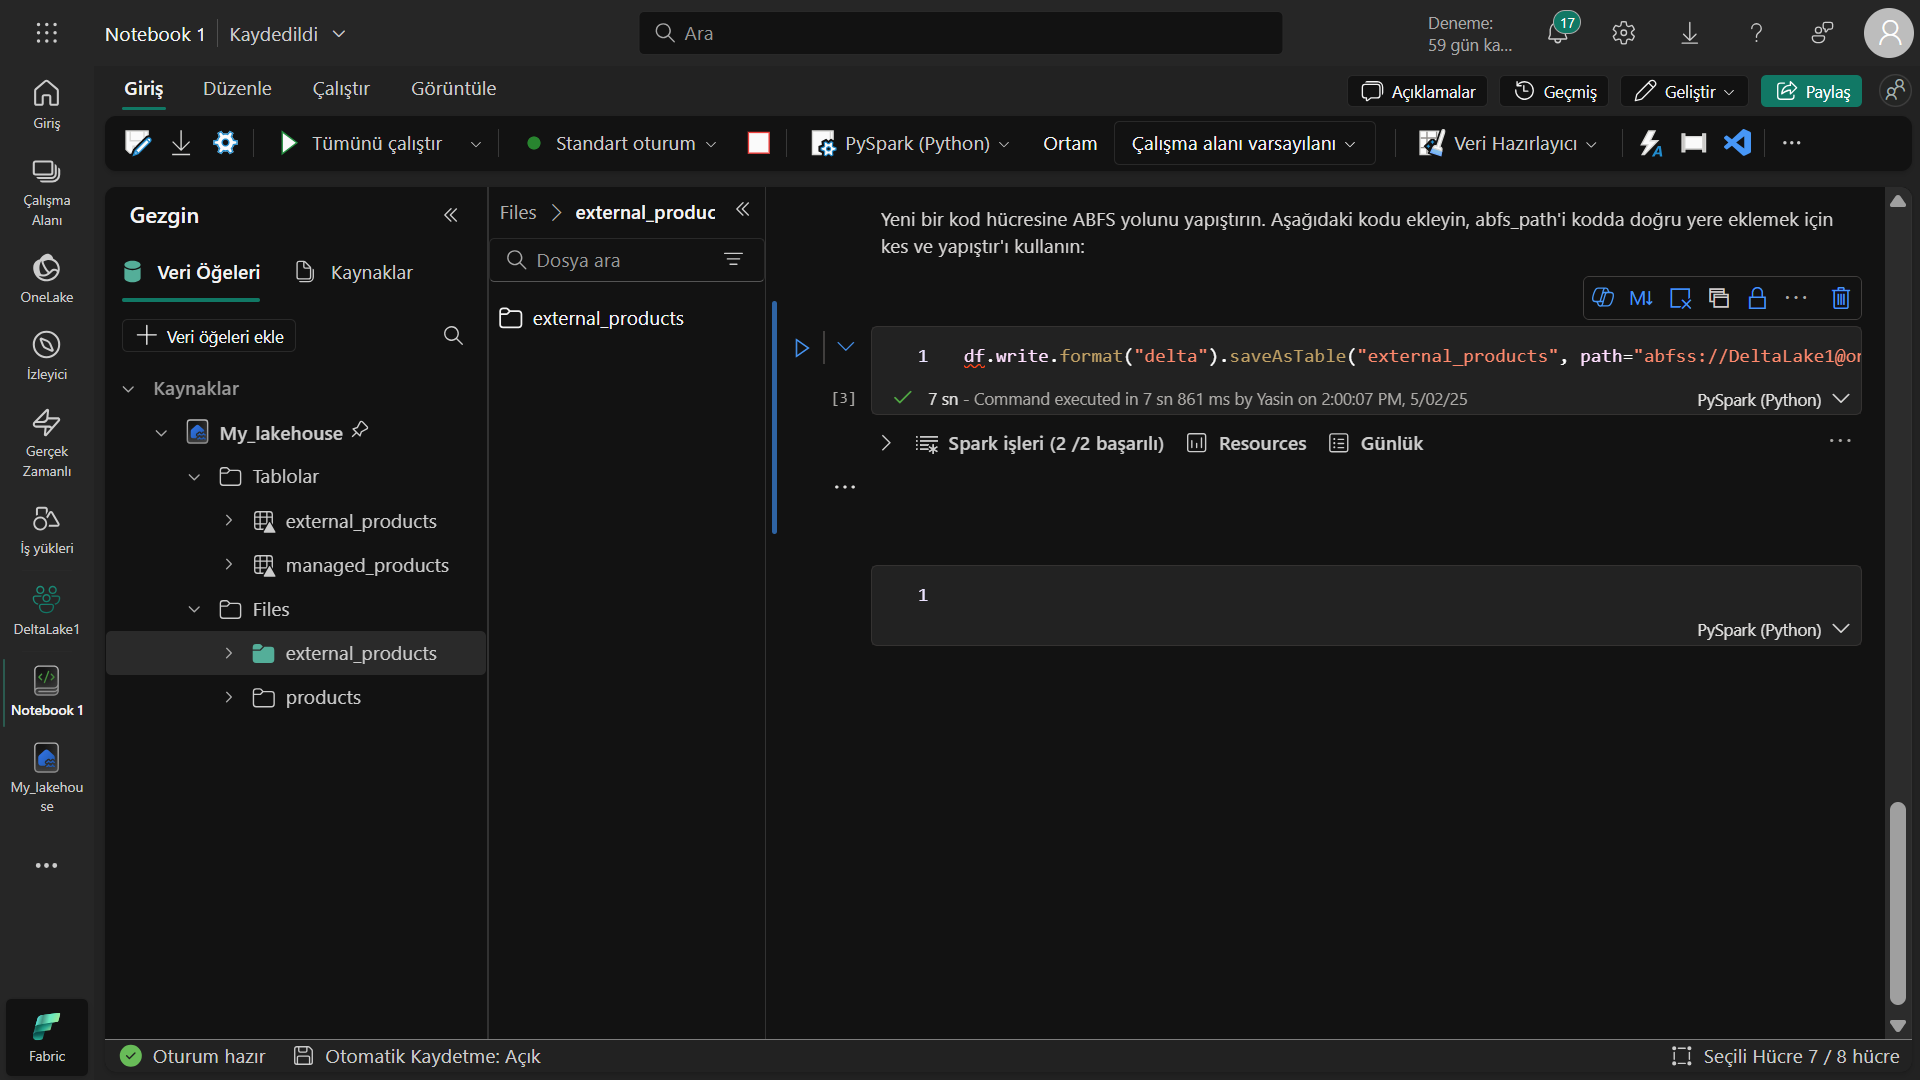 Notebook 1
Kaydedildi
Ara
Deneme:
59 gün ka...
17
Giriş
Düzenle
Çalıştır
Görüntüle
Açıklamalar
Geçmiş
Geliştir
Paylaş
Tümünü çalıştır
Standart oturum
PySpark (Python)
Ortam
Çalışma alanı varsayılanı
Veri Hazırlayıcı
Giriş
Çalışma
Alanı
OneLake
İzleyici
Gerçek
Zamanlı
İş yükleri
DeltaLake1
Notebook 1
My_lakehou
se
Fabric
Gezgin
Veri Öğeleri
Kaynaklar
Veri öğeleri ekle
Kaynaklar
My_lakehouse
Tablolar
external_products
managed_products
Files
external_products
products
Files
external_produc
Dosya ara
external_products
Yeni bir kod hücresine ABFS yolunu yapıştırın. Aşağıdaki kodu ekleyin, abfs_path'i kodda doğru yere eklemek için
kes ve yapıştır'ı kullanın:
M↓
1 df.write.format("delta").saveAsTable("external_products", path="abfss://DeltaLake1@or
[3]
7 sn - Command executed in 7 sn 861 ms by Yasin on 2:00:07 PM, 5/02/25
PySpark (Python)
Spark işleri (2 /2 başarılı)
Resources
Günlük
1
PySpark (Python)
Oturum hazır
Otomatik Kaydetme: Açık
Seçili Hücre 7 / 8 hücre